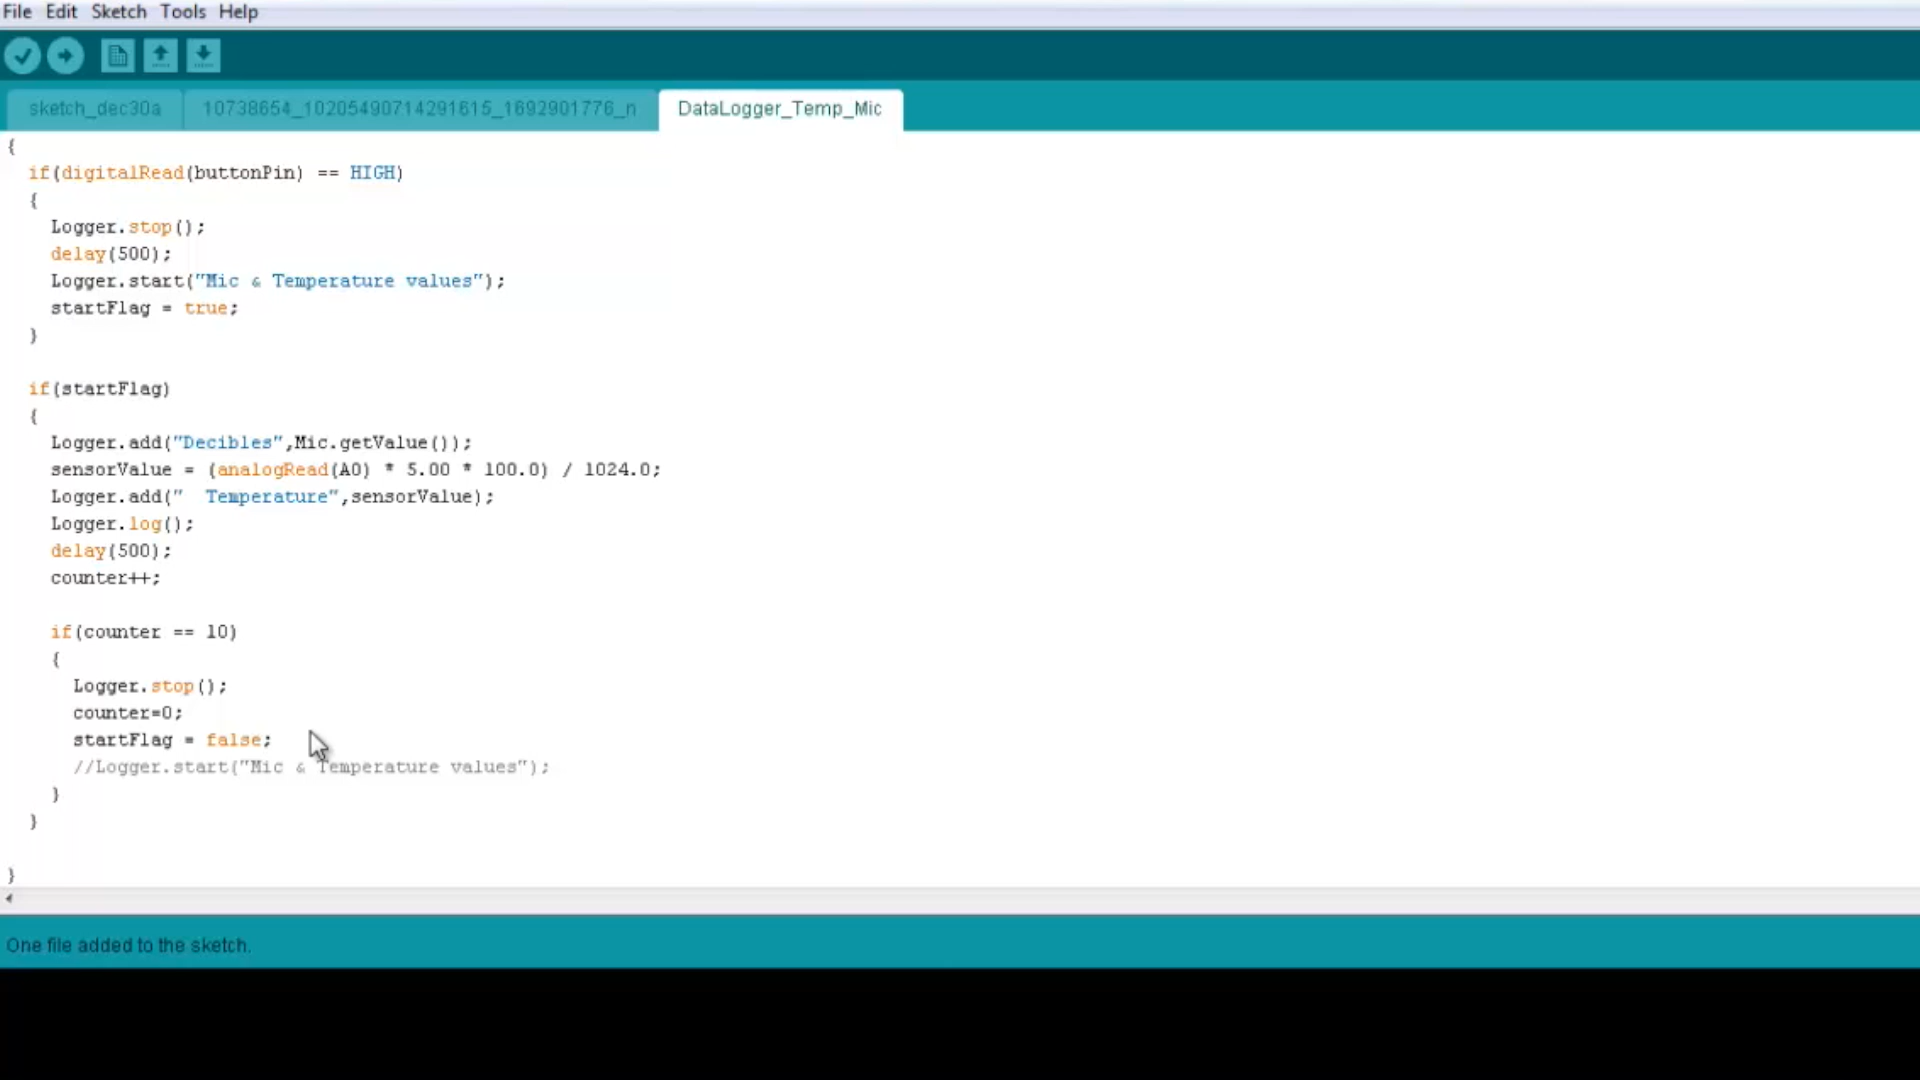 File Edit Sketch Tools Help
sketch_dec30a 10738654_10205490714291615_1692901776_n DataLogger_Temp_Mic
{
if(digitalRead(buttonPin) == HIGH)
{
Logger.stop();
delay(500);
Logger.start("Mic & Temperature values");
startFlag = true;
}
if(startFlag)
{
Logger.add("Decibles",Mic.getValue());
sensorValue = (analogRead(A0) * 5.00 * 100.0) / 1024.0;
Logger.add("  Temperature",sensorValue);
Logger.log();
delay(500);
counter++;
if(counter == 10)
{
Logger.stop();
counter=0;
startFlag = false;
//Logger.start("Mic & Temperature values");
}
}
}
One file added to the sketch.